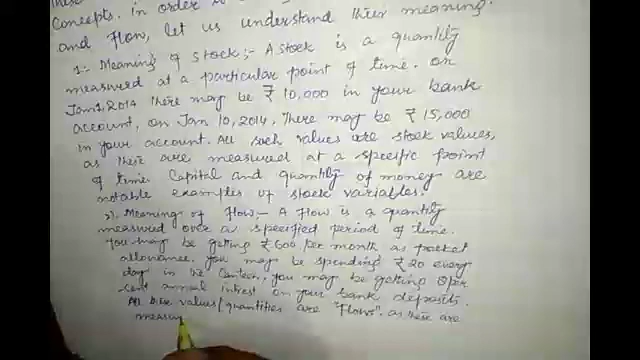 concepts. In order to
and flow, let us understand their meaning.
1:- Meaning of Stock:- A stock is a quantity
measured at a particular point of time. On
Jan 1, 2014 there may be ₹ 10,000 in your bank
account, on Jan 10, 2014, there may be ₹ 15,000
in your account. All such values are stock values,
as these are measured at a specific point
of time. Capital and quantity of money are
notable examples of stock variables.
2). Meaning of Flow:- A Flow is a quantity
measured over a specified period of time.
You may be getting ₹600 per month as pocket
allowance. You may be spending ₹20 every
day in the canteen, you may be getting 8 per
cent annual intrest on your bank deposits.
All these values/quantities are "flows". as these are
measu